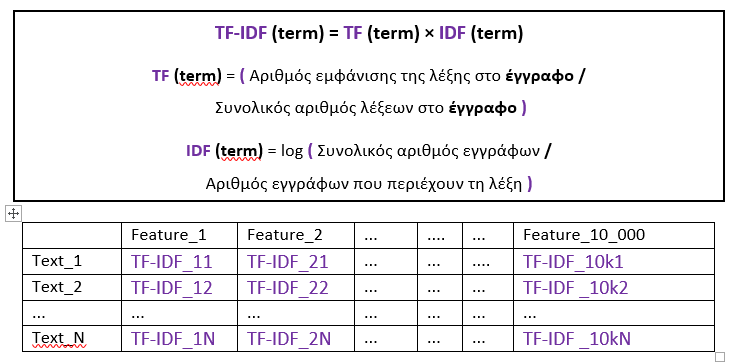 TF-IDF (term) = TF (term) × IDF (term)
TF (term) = ( Αριθμός εμφάνισης της λέξης στο έγγραφο /
Συνολικός αριθμός λέξεων στο έγγραφο )
IDF (term) = log ( Συνολικός αριθμός εγγράφων /
Αριθμός εγγράφων που περιέχουν τη λέξη )
Feature_1 Feature_2 ... .... ... Feature_10_000
Text_1 TF-IDF_11 TF-IDF_21 ... ... .... TF-IDF_10k1
Text_2 TF-IDF_12 TF-IDF_22 ... ... ... TF-IDF _10k2
... ... ... ... ... ... ...
Text_N TF-IDF_1N TF-IDF_2N ... ... ... TF-IDF _10kN